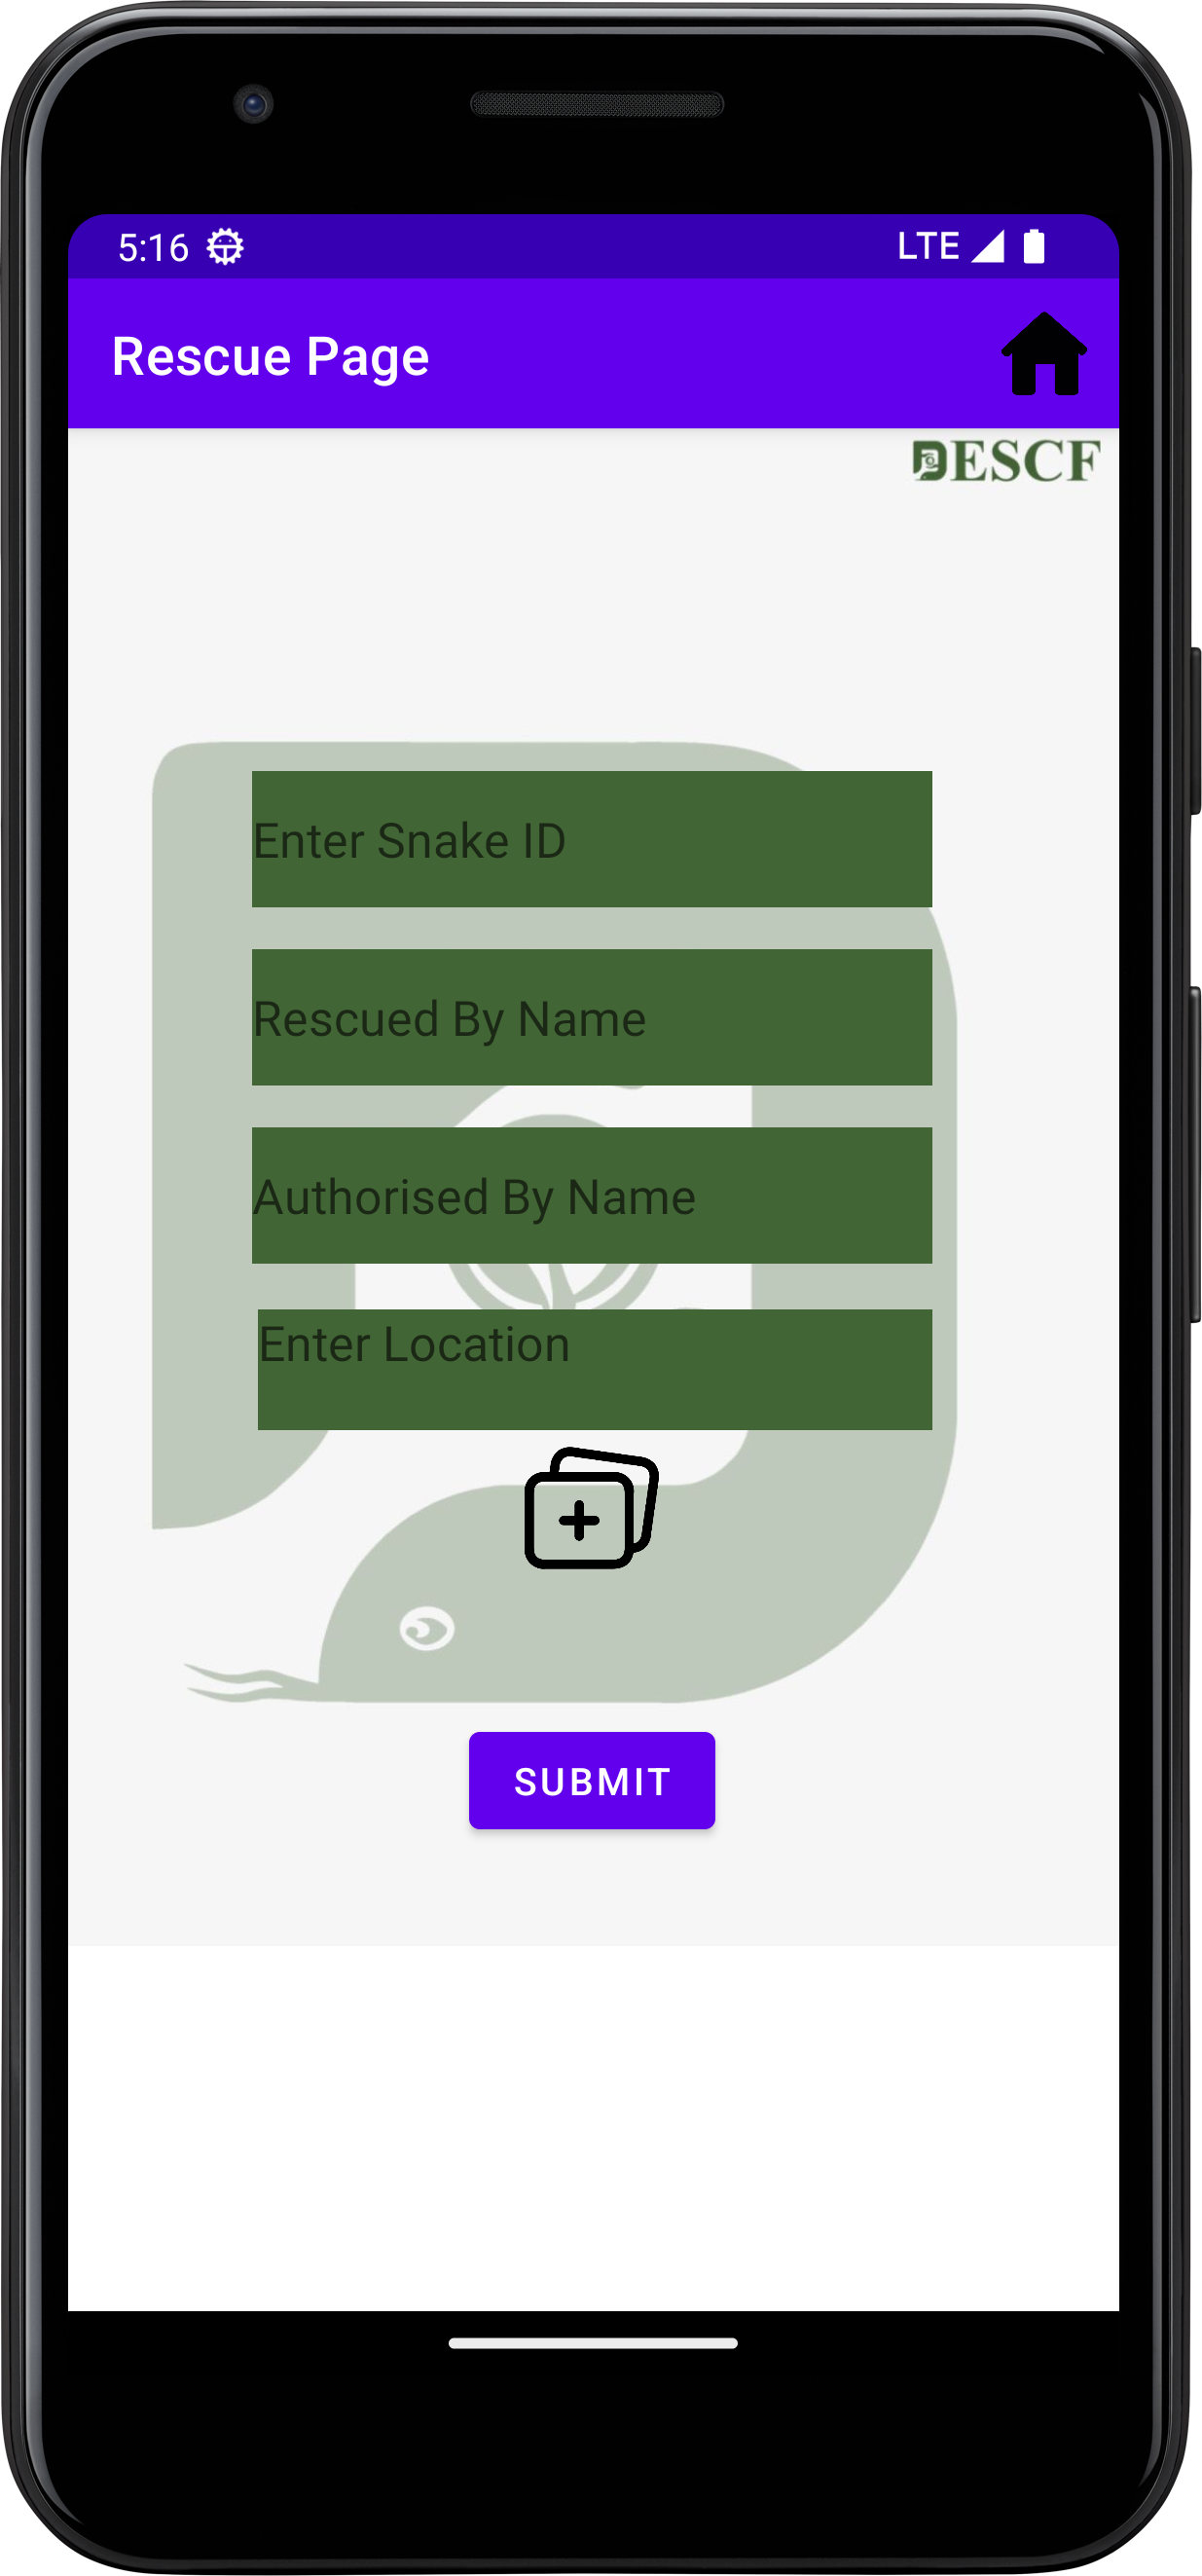 5:16 LTE
Rescue Page
DESCF
Enter Snake ID
Rescued By Name
Authorised By Name
Enter Location
SUBMIT